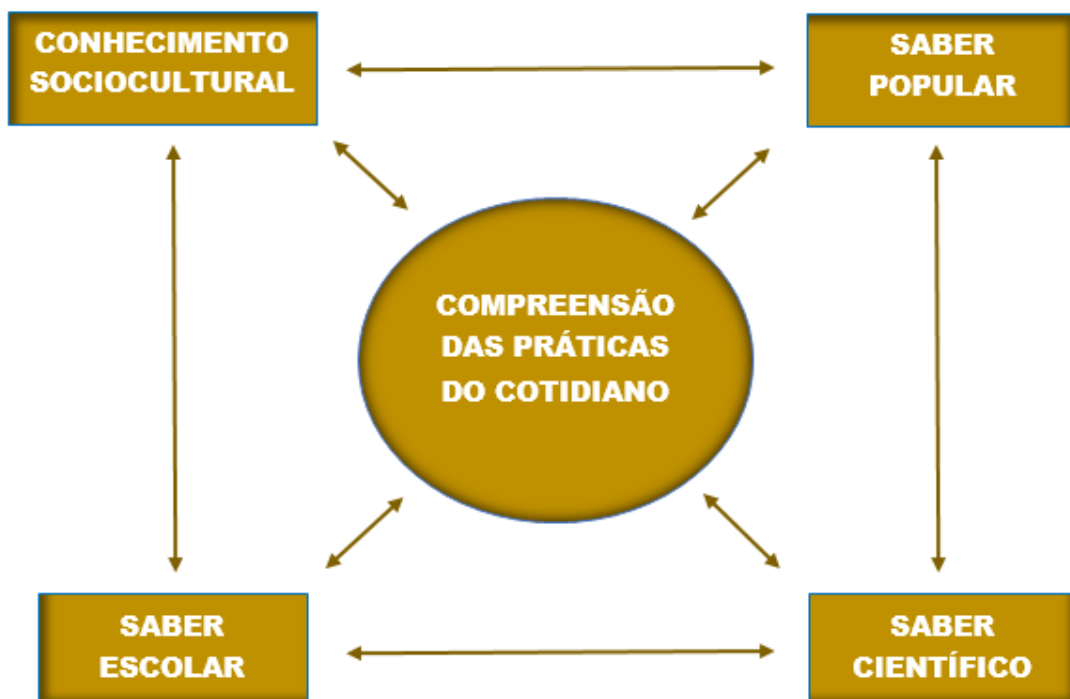 CONHECIMENTO
SOCIOCULTURAL
SABER
POPULAR
COMPREENSÃO
DAS PRÁTICAS
DO COTIDIANO
SABER
ESCOLAR
SABER
CIENTÍFICO